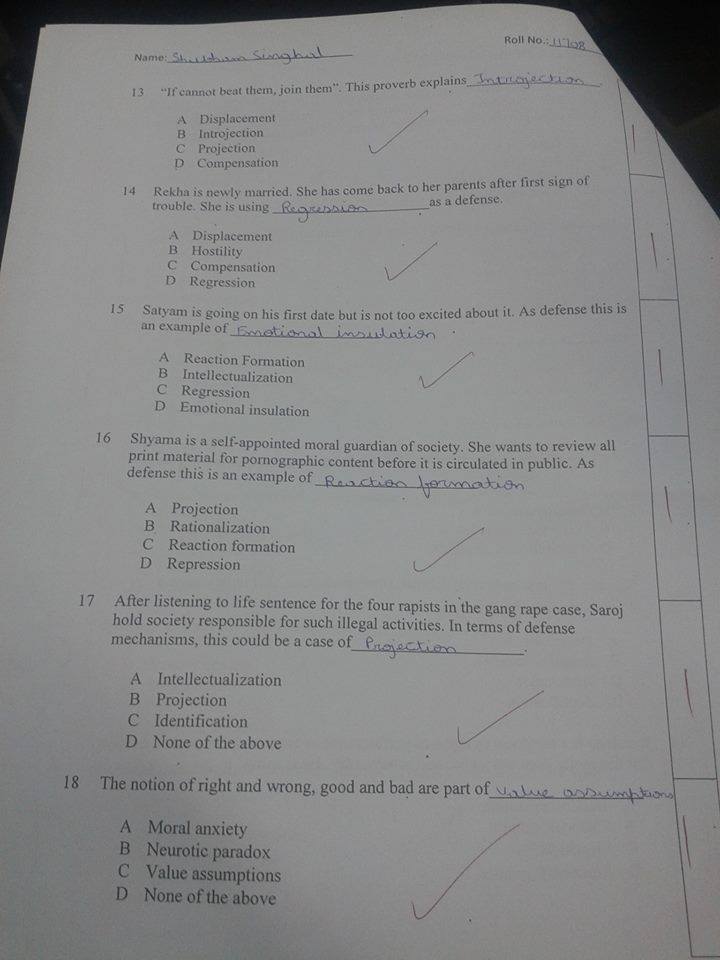 Roll No.: 11708
Name: Shubham Singhal
13 “If cannot beat them, join them”. This proverb explains Introjection.
A Displacement
B Introjection
C Projection
D Compensation
14 Rekha is newly married. She has come back to her parents after first sign of
trouble. She is using Regression as a defense.
A Displacement
B Hostility
C Compensation
D Regression
15 Satyam is going on his first date but is not too excited about it. As defense this is
an example of Emotional insulation.
A Reaction Formation
B Intellectualization
C Regression
D Emotional insulation
16 Shyama is a self-appointed moral guardian of society. She wants to review all
print material for pornographic content before it is circulated in public. As
defense this is an example of Reaction formation
A Projection
B Rationalization
C Reaction formation
D Repression
17 After listening to life sentence for the four rapists in the gang rape case, Saroj
hold society responsible for such illegal activities. In terms of defense
mechanisms, this could be a case of Projection.
A Intellectualization
B Projection
C Identification
D None of the above
18 The notion of right and wrong, good and bad are part of value assumptions
A Moral anxiety
B Neurotic paradox
C Value assumptions
D None of the above
1
1
1
1
1
1